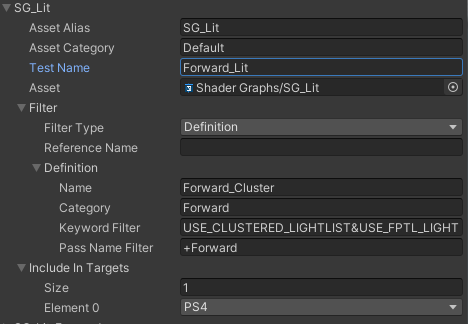 SG_Lit
Asset Alias SG_Lit
Asset Category Default
Test Name Forward_Lit
Asset Shader Graphs/SG_Lit
Filter
Filter Type Definition
Reference Name
Definition
Name Forward_Cluster
Category Forward
Keyword Filter USE_CLUSTERED_LIGHTLIST&USE_FPTL_LIGHT
Pass Name Filter +Forward
Include In Targets
Size 1
Element 0 PS4